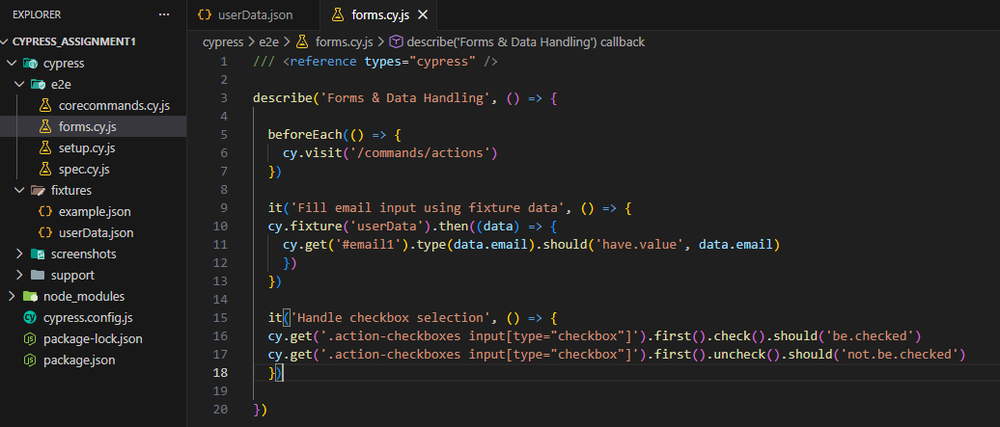 EXPLORER ...
CYPRESS_ASSIGNMENT1
cypress
e2e
corecommands.cy.js
forms.cy.js
setup.cy.js
spec.cy.js
fixtures
example.json
userData.json
screenshots
support
node_modules
cypress.config.js
package-lock.json
package.json
userData.json forms.cy.js
cypress > e2e > forms.cy.js > describe('Forms & Data Handling') callback
1 /// <reference types="cypress" />
2
3 describe('Forms & Data Handling', () => {
4
5 beforeEach(() => {
6 cy.visit('/commands/actions')
7 })
8
9 it('Fill email input using fixture data', () => {
10 cy.fixture('userData').then((data) => {
11 cy.get('#email1').type(data.email).should('have.value', data.email)
12 })
13 })
14
15 it('Handle checkbox selection', () => {
16 cy.get('.action-checkboxes input[type="checkbox"]').first().check().should('be.checked')
17 cy.get('.action-checkboxes input[type="checkbox"]').first().uncheck().should('not.be.checked')
18 })
19
20 })